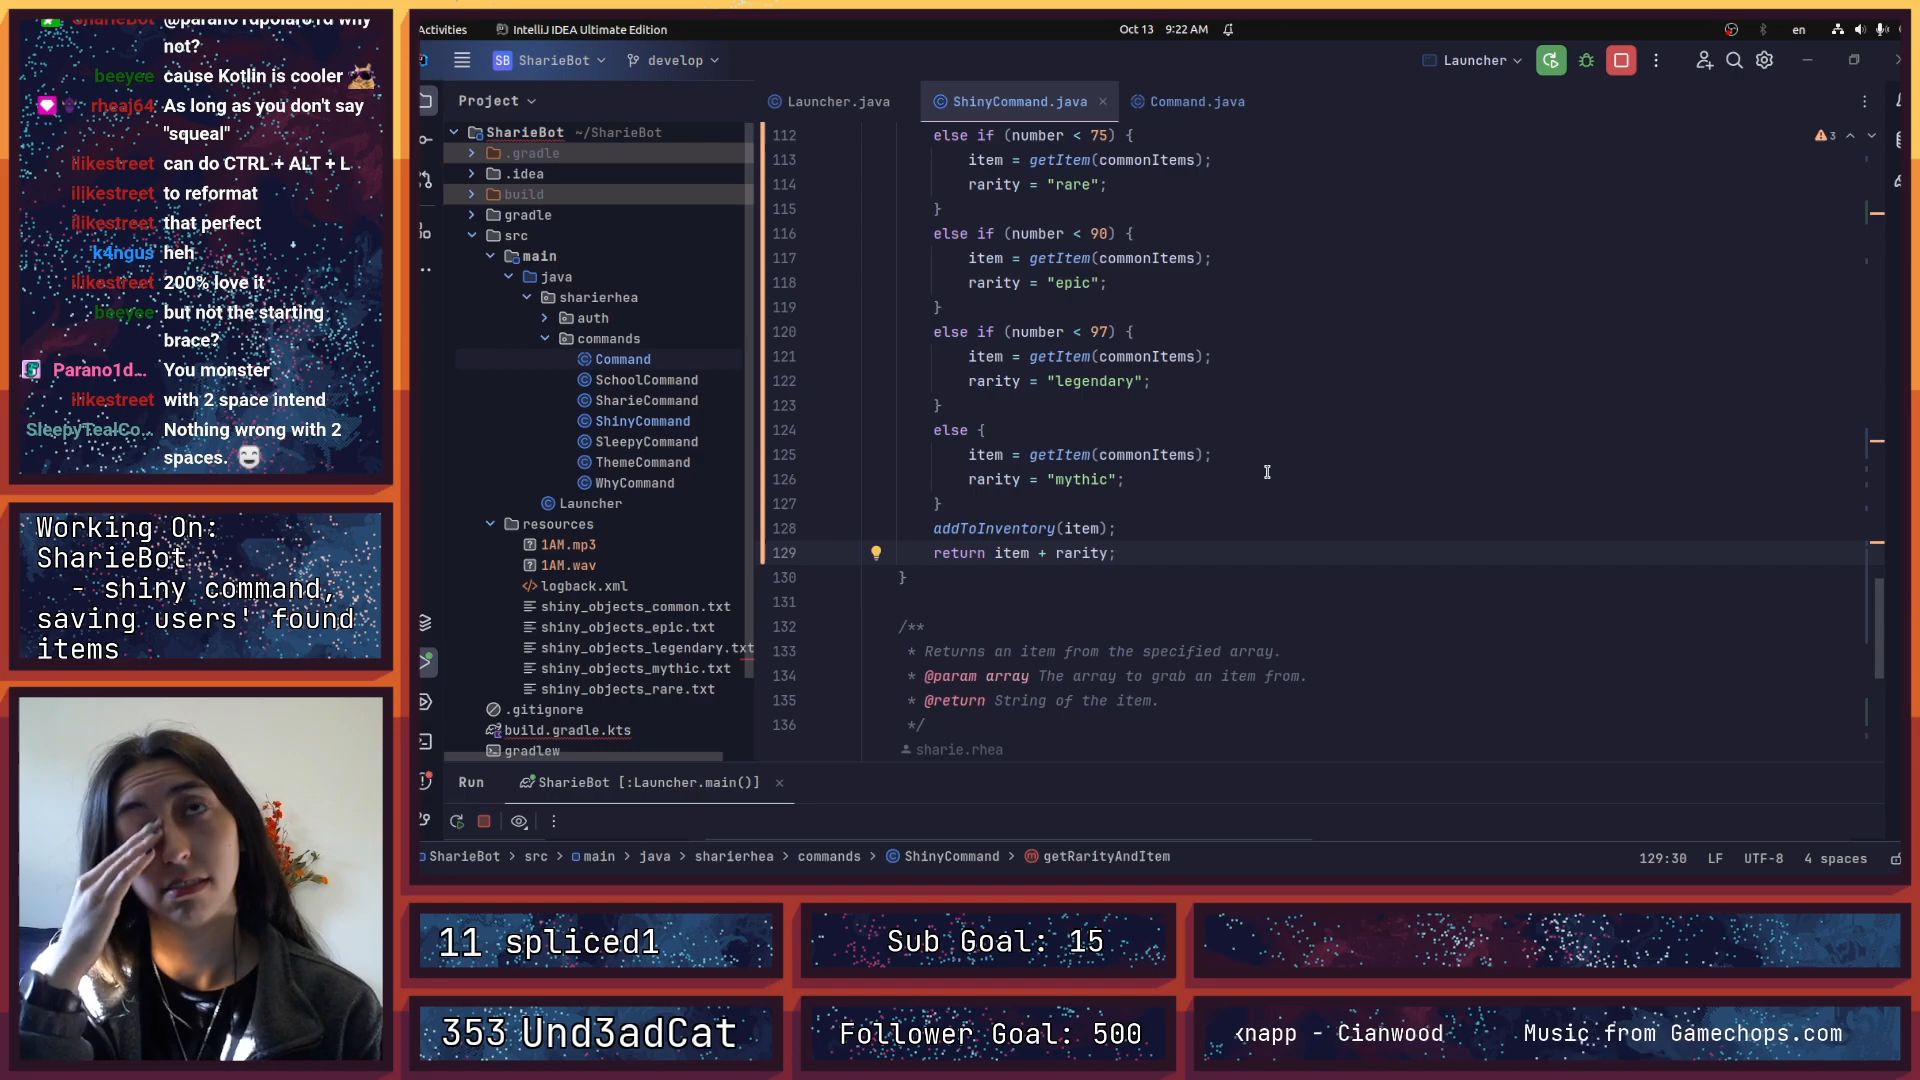 SharieBot @paran01dpolar01d why
not?
beeyee cause Kotlin is cooler
rheaj64 As long as you don't say
"squeal"
ilikestreet can do CTRL + ALT + L
ilikestreet to reformat
ilikestreet that perfect
k4ngus heh
ilikestreet 200% love it
beeyee but not the starting
brace?
Parano1d... You monster
ilikestreet with 2 space intend
SleepyTealCo... Nothing wrong with 2
spaces.
Working On:
SharieBot
- shiny command,
saving users' found
items
Activities
IntelliJ IDEA Ultimate Edition
Oct 13 9:22 AM
en
SB SharieBot
develop
Launcher
Project
Launcher.java
ShinyCommand.java
Command.java
SharieBot ~/SharieBot
.gradle
.idea
build
gradle
src
main
java
sharierhea
auth
commands
Command
SchoolCommand
SharieCommand
ShinyCommand
SleepyCommand
ThemeCommand
WhyCommand
Launcher
resources
1AM.mp3
1AM.wav
logback.xml
shiny_objects_common.txt
shiny_objects_epic.txt
shiny_objects_legendary.txt
shiny_objects_mythic.txt
shiny_objects_rare.txt
.gitignore
build.gradle.kts
gradlew
3
112 else if (number < 75) {
113 item = getItem(commonItems);
114 rarity = "rare";
115 }
116 else if (number < 90) {
117 item = getItem(commonItems);
118 rarity = "epic";
119 }
120 else if (number < 97) {
121 item = getItem(commonItems);
122 rarity = "legendary";
123 }
124 else {
125 item = getItem(commonItems);
126 rarity = "mythic";
127 }
128 addToInventory(item);
129 return item + rarity;
130 }
131
132 /**
133 * Returns an item from the specified array.
134 * @param array The array to grab an item from.
135 * @return String of the item.
136 */
sharie.rhea
Run
SharieBot [:Launcher.main()]
SharieBot > src > main > java > sharierhea > commands > ShinyCommand > getRarityAndItem
129:30 LF UTF-8 4 spaces
11 spliced1
Sub Goal: 15
353 Und3adCat
Follower Goal: 500
knapp - Cianwood
Music from Gamechops.com